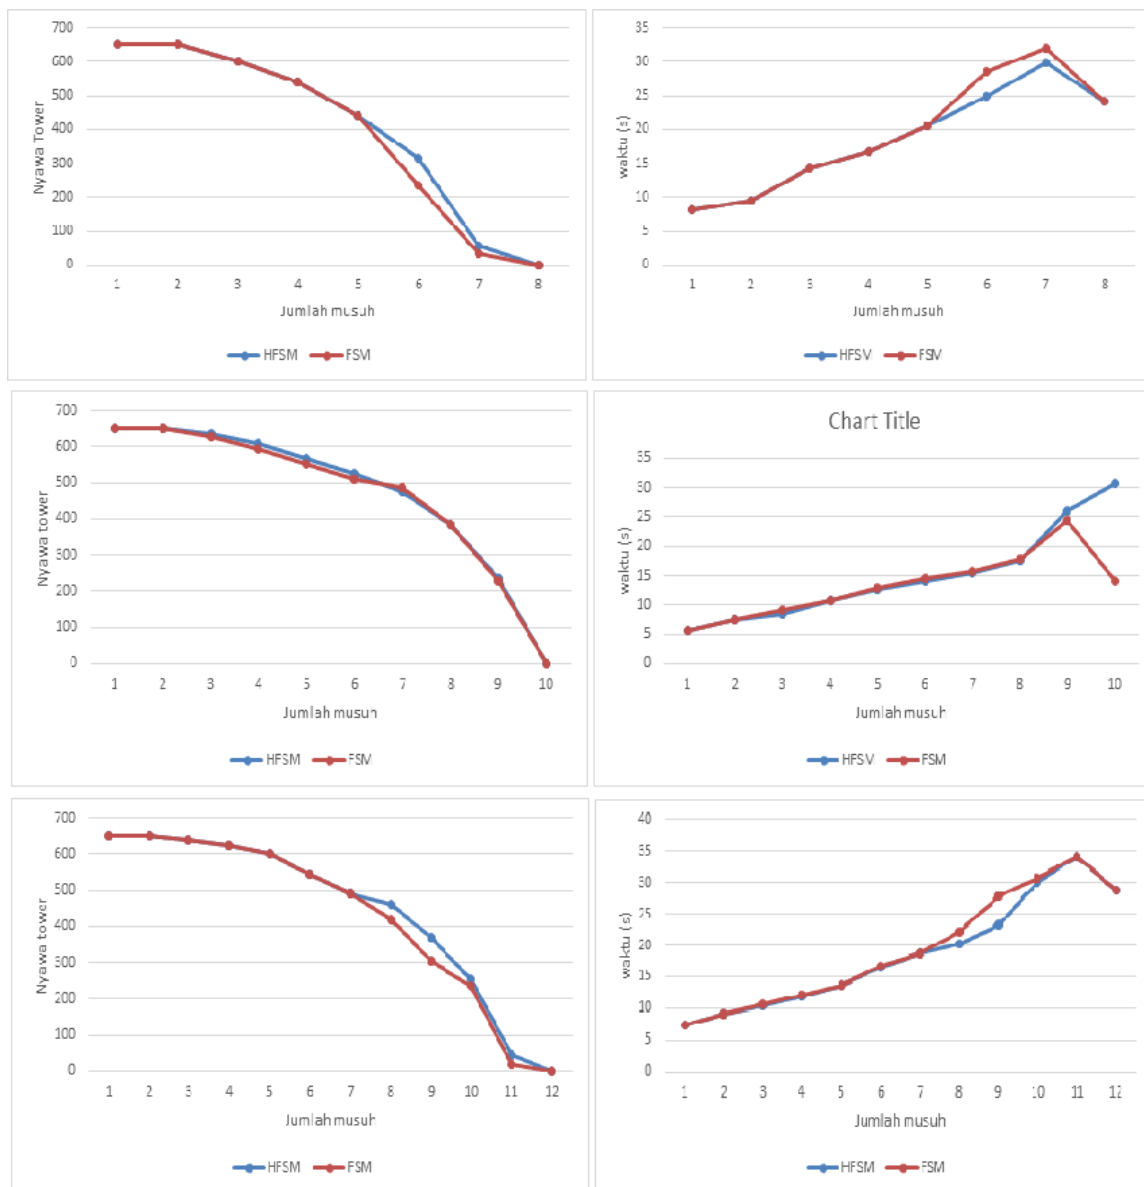 700
600
500
400
300
200
100
0
Nyawa Tower
1 2 3 4 5 6 7 8
Jumlah musuh
HFSM FSM
35
30
25
20
15
10
5
0
waktu (s)
1 2 3 4 5 6 7 8
Jumlah musuh
HFSM FSM
700
600
500
400
300
200
100
0
Nyawa tower
1 2 3 4 5 6 7 8 9 10
Jumlah musuh
HFSM FSM
Chart Title
35
30
25
20
15
10
5
0
waktu (s)
1 2 3 4 5 6 7 8 9 10
Jumlah musuh
HFSM FSM
700
600
500
400
300
200
100
0
Nyawa tower
1 2 3 4 5 6 7 8 9 10 11 12
Jumlah musuh
HFSM FSM
40
35
30
25
20
15
10
5
0
waktu (s)
1 2 3 4 5 6 7 8 9 10 11 12
Jumlah musuh
HFSM FSM